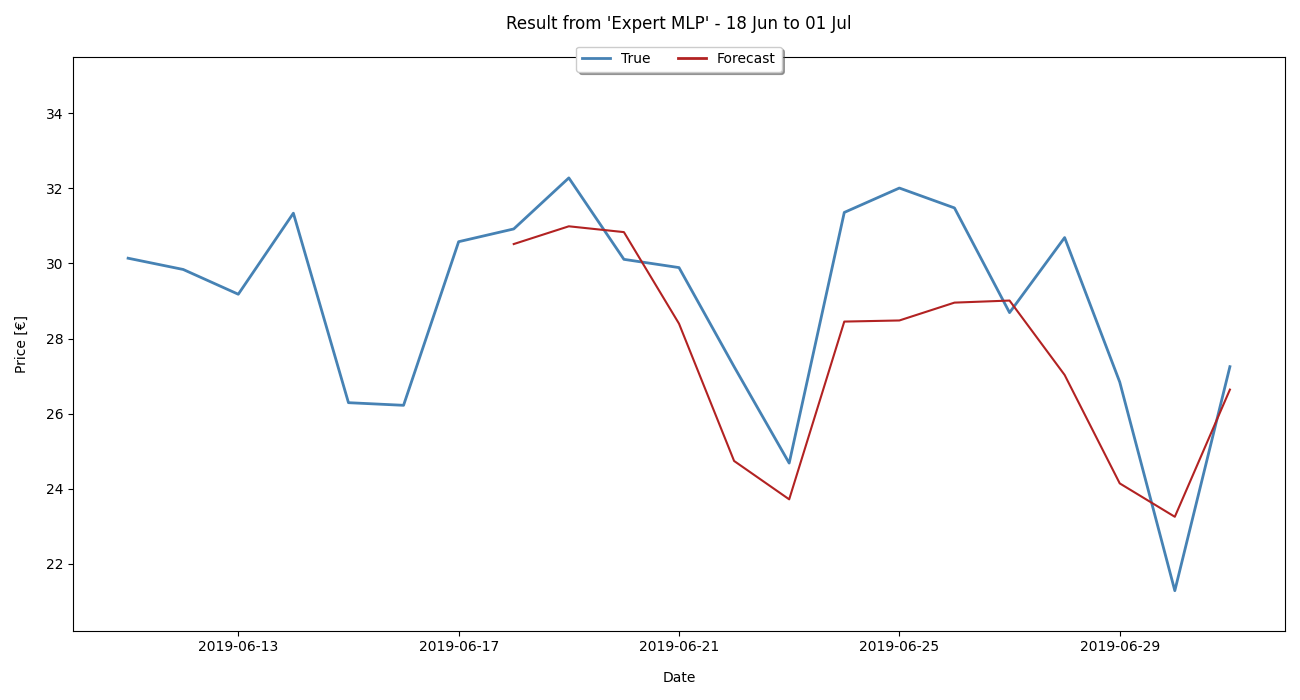 Result from 'Expert MLP' - 18 Jun to 01 Jul
True Forecast
34
32
30
28
26
24
22
Price [€]
2019-06-13 2019-06-17 2019-06-21 2019-06-25 2019-06-29
Date